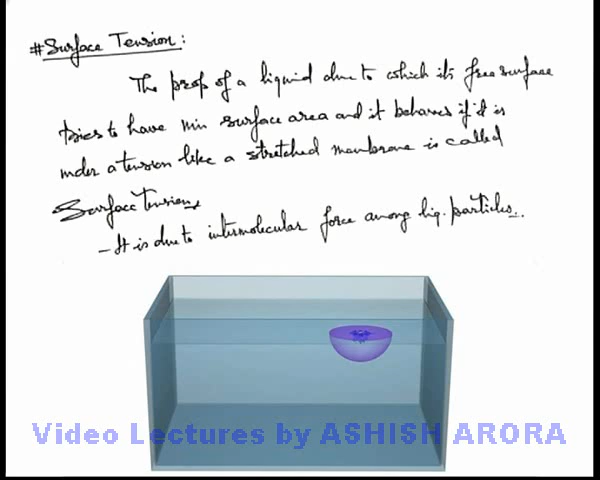 # Surface Tension :
The prop of a liquid due to which its free surface
tries to have min surface area and it behaves if it is
under a tension like a stretched membrane is called
Surface Tension.
- It is due to intermolecular force among liq. particles.
Video Lectures by ASHISH ARORA